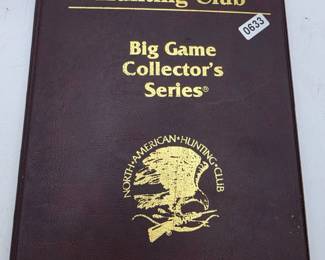 Hunting Club
0633
Big Game
Collector's
Series®
NORTH•AMERICAN•HUNTING•CLUB